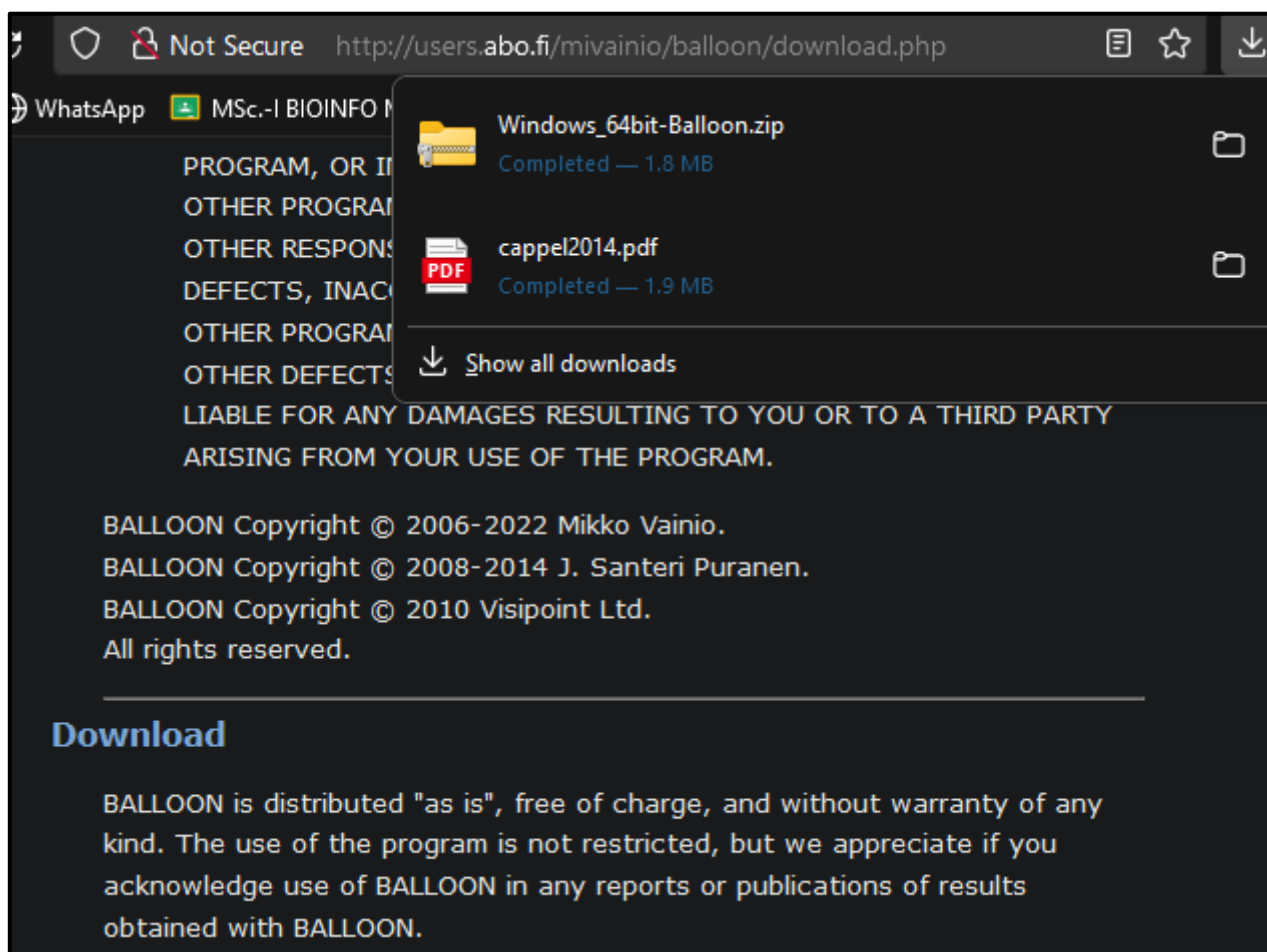 Not Secure http://users.abo.fi/mivainio/balloon/download.php
WhatsApp MSc.-I BIOINFO
Windows_64bit-Balloon.zip
Completed — 1.8 MB
cappel2014.pdf
PDF
Completed — 1.9 MB
Show all downloads
PROGRAM, OR
OTHER
OTHER
DEFECTS,
OTHER
OTHER DEFECTS
LIABLE FOR ANY DAMAGES RESULTING TO YOU OR TO A THIRD PARTY
ARISING FROM YOUR USE OF THE PROGRAM.
BALLOON Copyright © 2006-2022 Mikko Vainio.
BALLOON Copyright © 2008-2014 J. Santeri Puranen.
BALLOON Copyright © 2010 Visipoint Ltd.
All rights reserved.
Download
BALLOON is distributed "as is", free of charge, and without warranty of any
kind. The use of the program is not restricted, but we appreciate if you
acknowledge use of BALLOON in any reports or publications of results
obtained with BALLOON.